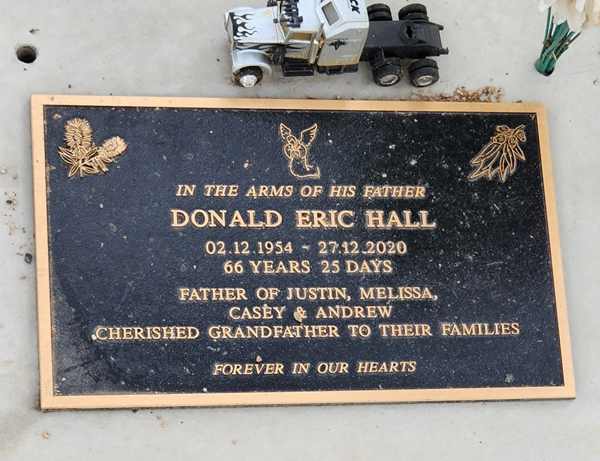 IN THE ARMS OF HIS FATHER
DONALD ERIC HALL
02.12.1954 ~ 27.12.2020
66 YEARS 25 DAYS
FATHER OF JUSTIN, MELISSA,
CASEY & ANDREW
CHERISHED GRANDFATHER TO THEIR FAMILIES
FOREVER IN OUR HEARTS